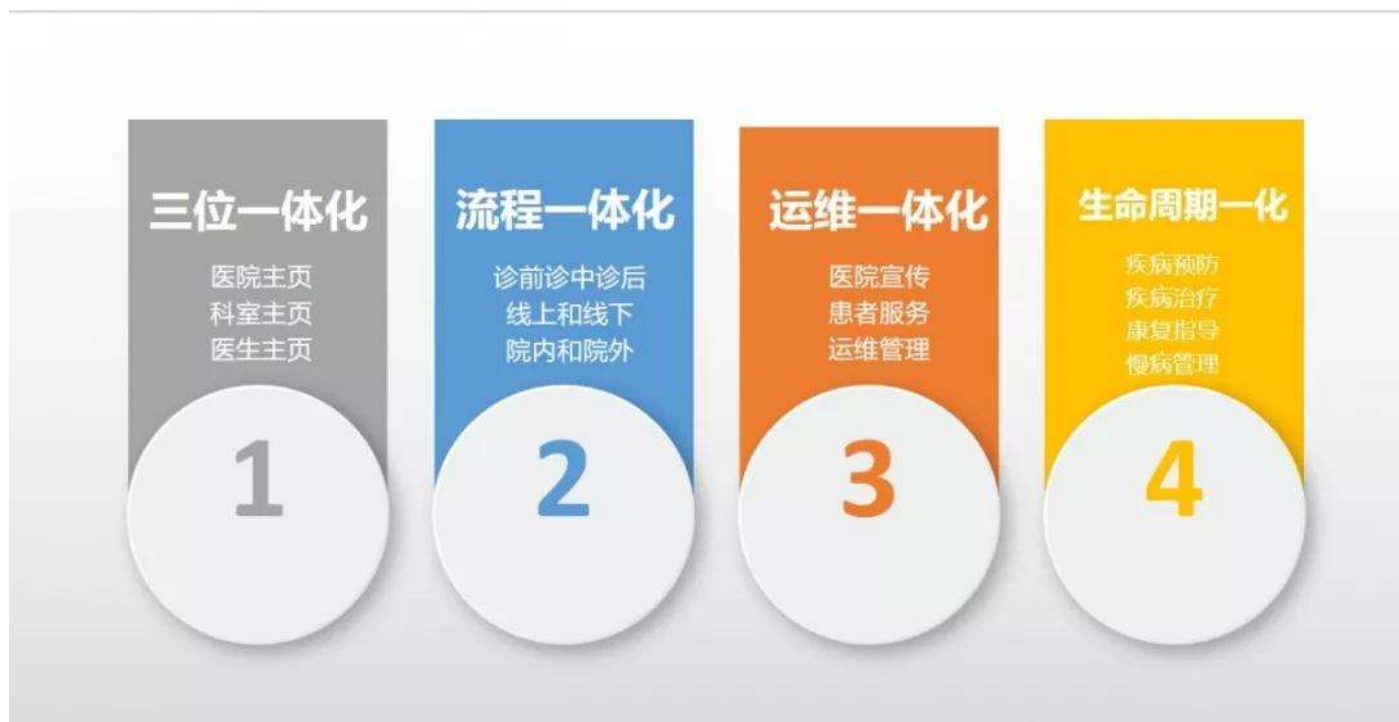 三位一体化
医院主页
科室主页
医生主页
1
流程一体化
诊前诊中诊后
线上和线下
院内和院外
2
运维一体化
医院宣传
患者服务
运维管理
3
生命周期一化
疾病预防
疾病治疗
康复指导
慢病管理
4